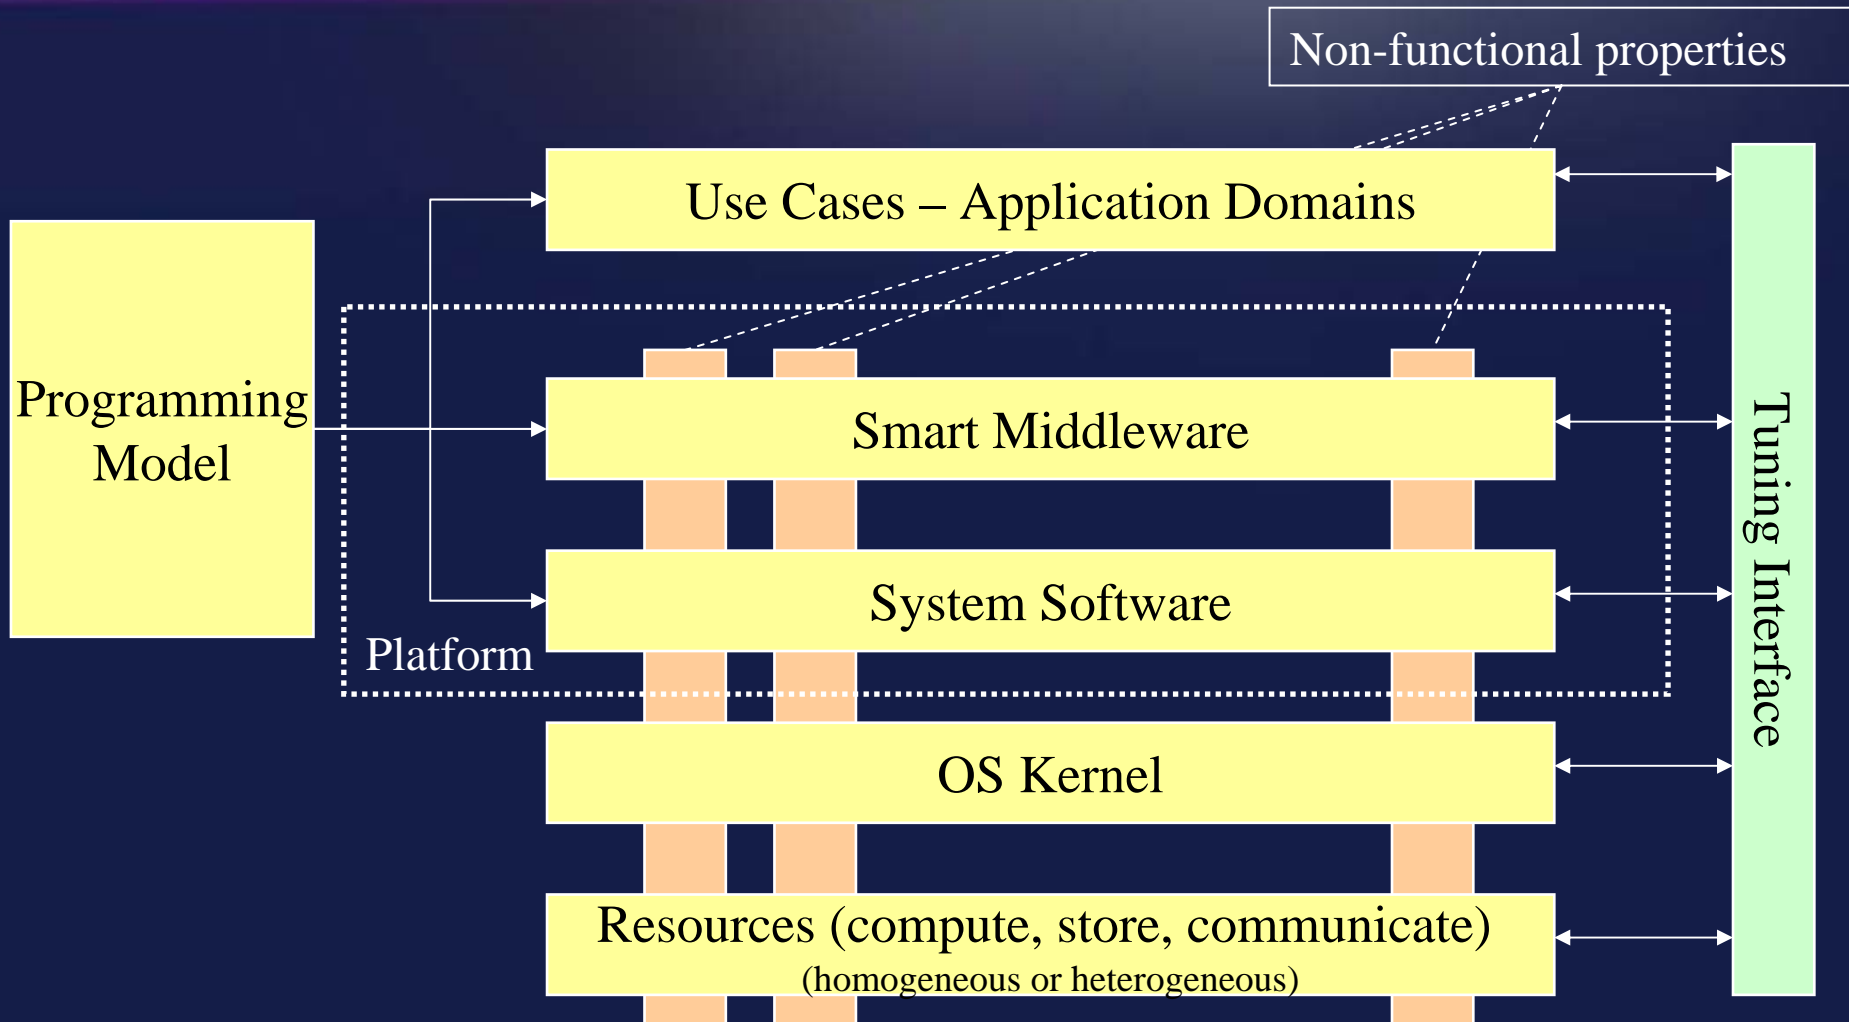 Non-functional properties
Use Cases – Application Domains
Programming
Model
Smart Middleware
System Software
Platform
OS Kernel
Resources (compute, store, communicate)
(homogeneous or heterogeneous)
Tuning Interface